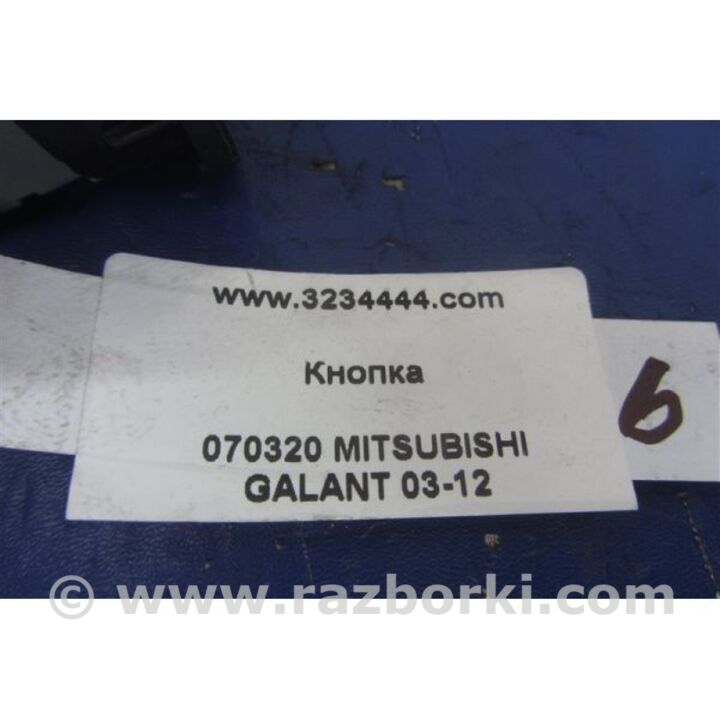 www.3234444.com
Кнопка
6
070320 MITSUBISHI
GALANT 03-12
© www.razborki.com